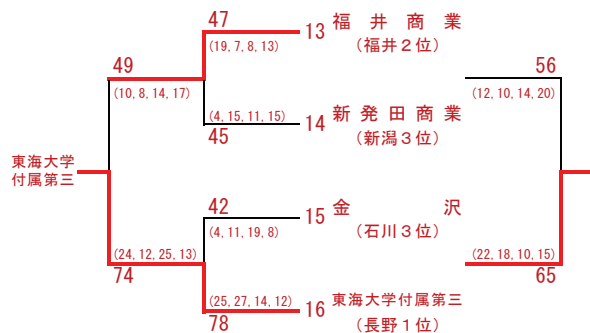 47
(19, 7, 8, 13)
13 福井商業
(福井2位)
49
(10, 8, 14, 17)
(4, 15, 11, 15)
45
14 新発田商業
(新潟3位)
東海大学
付属第三
42
(4, 11, 19, 8)
15 金沢
(石川3位)
(24, 12, 25, 13)
74
(25, 27, 14, 12)
78
16 東海大学付属第三
(長野1位)
56
(12, 10, 14, 20)
(22, 18, 10, 15)
65